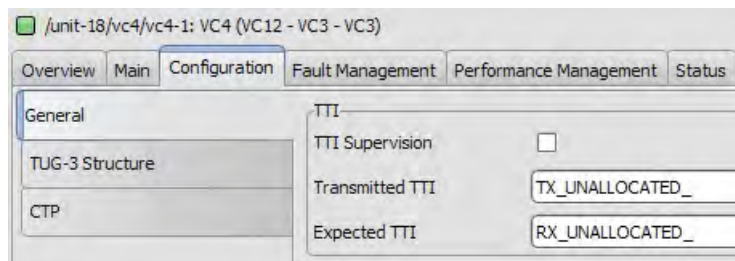 /unit-18/vc4/vc4-1: VC4 (VC12 - VC3 - VC3)
Overview Main Configuration Fault Management Performance Management Status
General
TTI
TTI Supervision
TUG-3 Structure
Transmitted TTI TX_UNALLOCATED_
CTP
Expected TTI RX_UNALLOCATED_